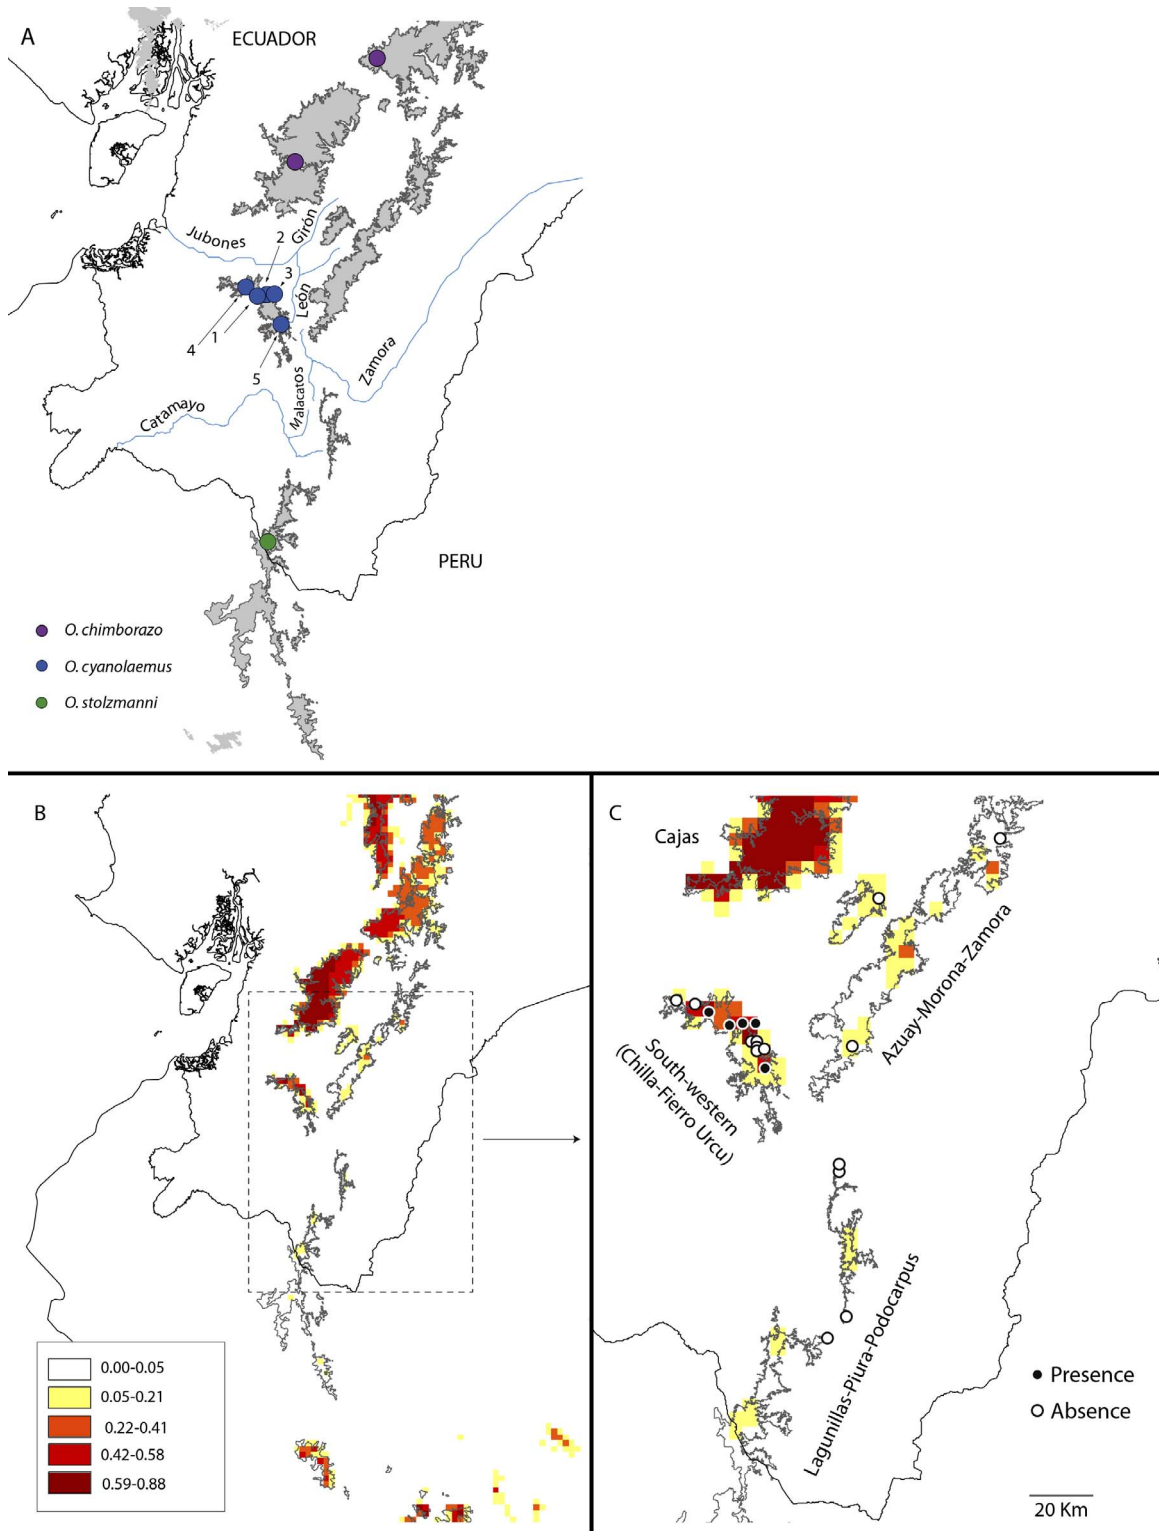 A
ECUADOR
Jubones
Girón
2
3
León
4
1
5
Zamora
Malacatos
Catamayo
PERU
O. chimborazo
O. cyanolaemus
O. stolzmanni
B
0.00-0.05
0.05-0.21
0.22-0.41
0.42-0.58
0.59-0.88
C
Cajas
Azuay-Morona-Zamora
South-western
(Chilla-Fierro Urcu)
Lagunillas-Piura-Podocarpus
Presence
Absence
20 Km